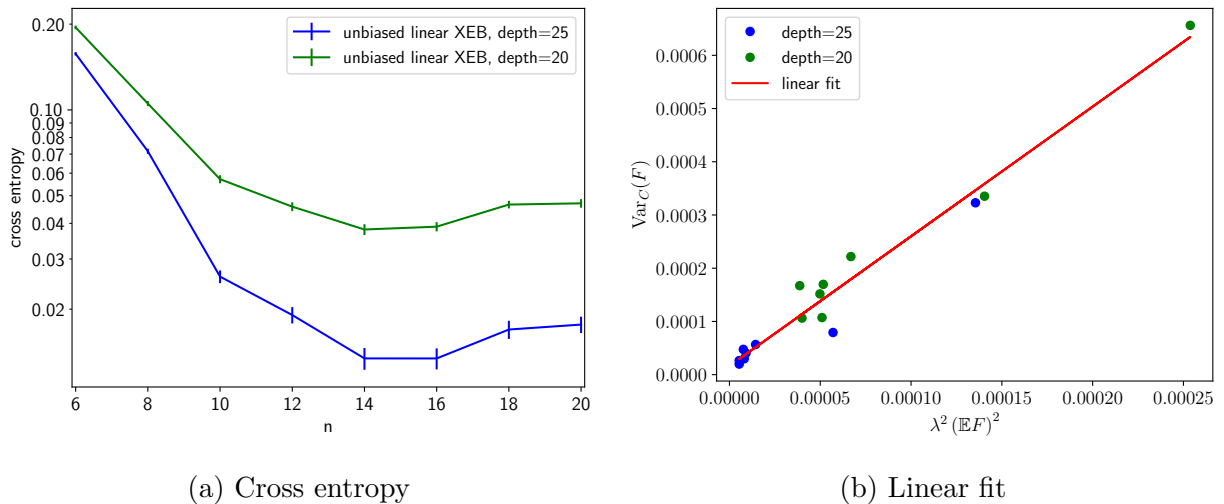 0.20
0.10
0.09
0.08
0.07
0.06
0.05
0.04
0.03
0.02
cross entropy
6 8 10 12 14 16 18 20
n
unbiased linear XEB, depth=25
unbiased linear XEB, depth=20
(a) Cross entropy
0.0006
0.0005
0.0004
0.0003
0.0002
0.0001
0.0000
Var_C(F)
0.00000 0.00005 0.00010 0.00015 0.00020 0.00025
λ² (𝔼F)²
depth=25
depth=20
linear fit
(b) Linear fit